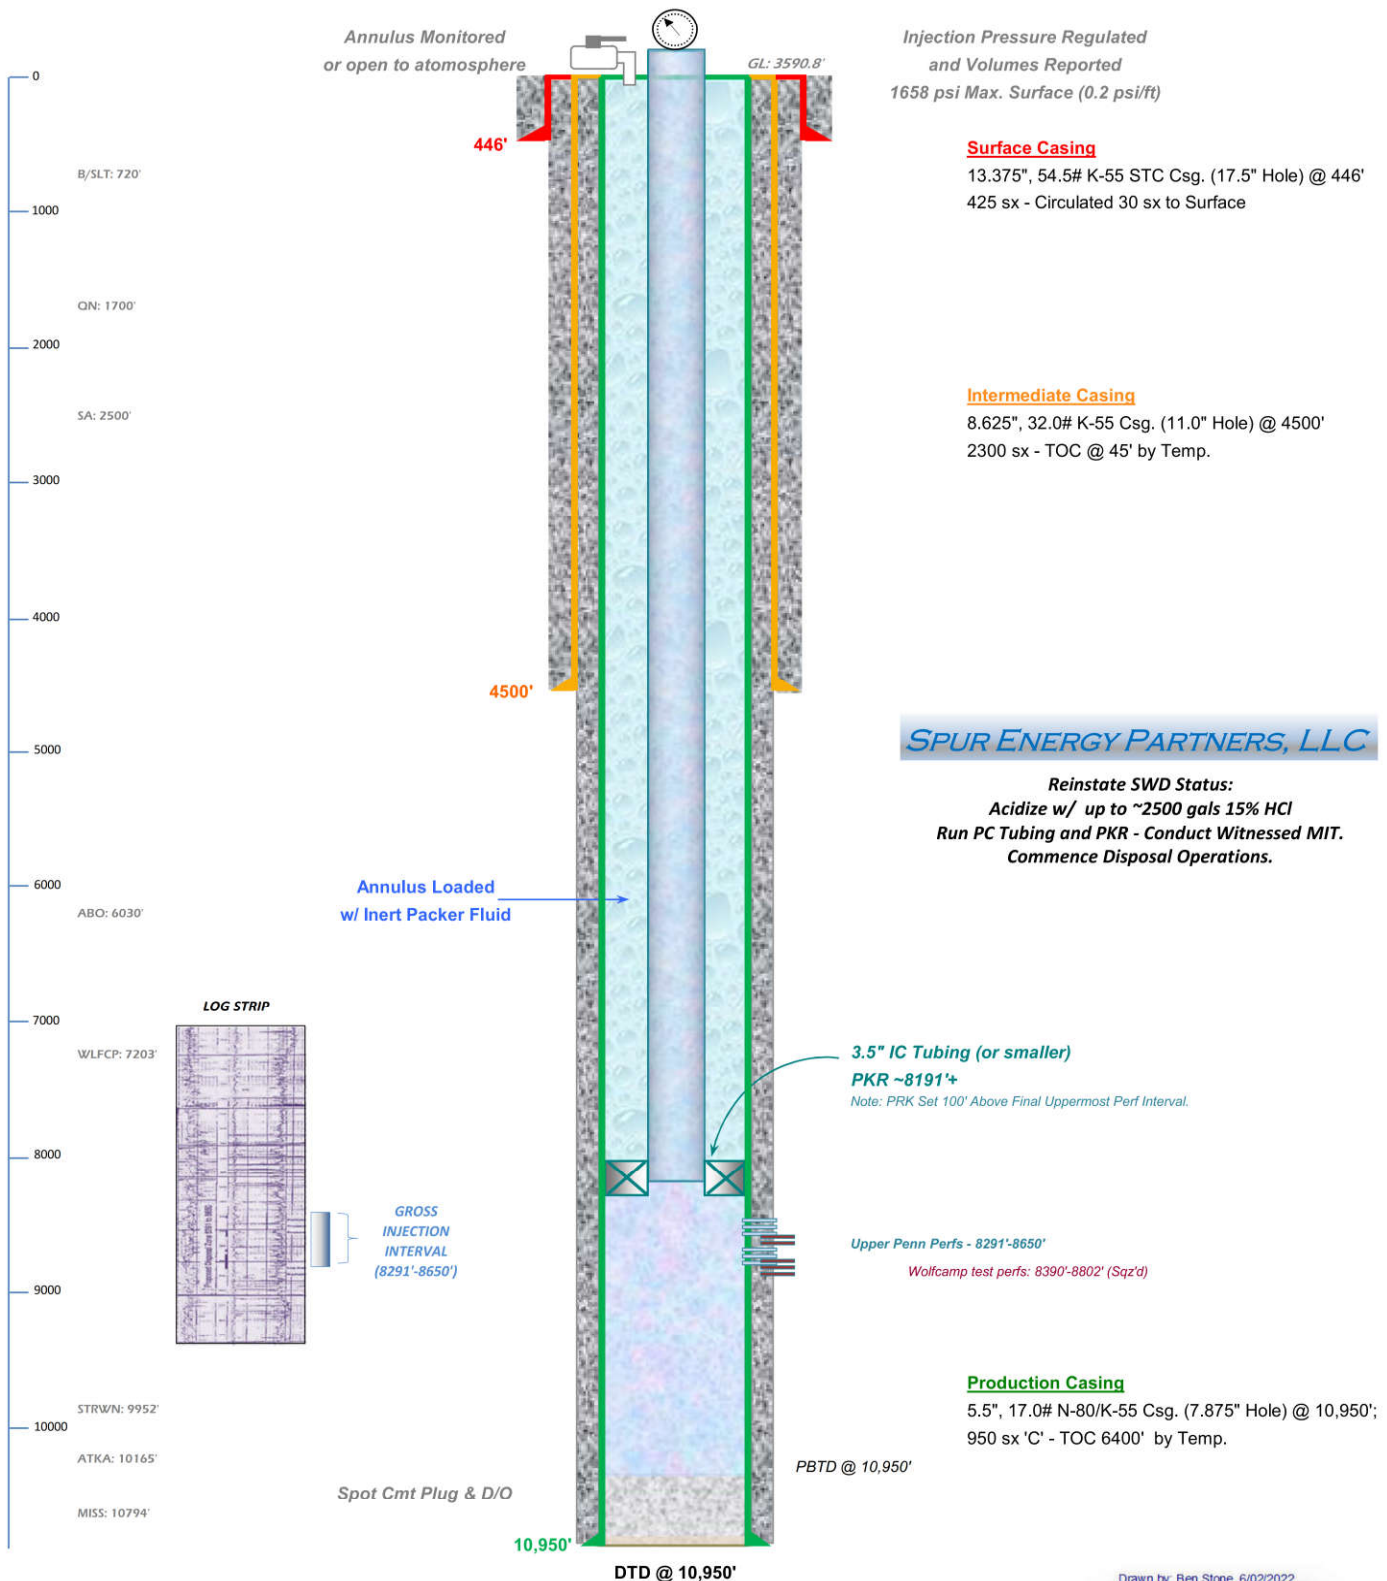 Annulus Monitored
or open to atomosphere
GL: 3590.8'
Injection Pressure Regulated
and Volumes Reported
1658 psi Max. Surface (0.2 psi/ft)
0
446'
Surface Casing
13.375", 54.5# K-55 STC Csg. (17.5" Hole) @ 446'
425 sx - Circulated 30 sx to Surface
B/SLT: 720'
1000
QN: 1700'
2000
SA: 2500'
Intermediate Casing
8.625", 32.0# K-55 Csg. (11.0" Hole) @ 4500'
2300 sx - TOC @ 45' by Temp.
3000
4000
4500'
5000
SPUR ENERGY PARTNERS, LLC
Reinstate SWD Status:
Acidize w/ up to ~2500 gals 15% HCl
Run PC Tubing and PKR - Conduct Witnessed MIT.
Commence Disposal Operations.
6000
ABO: 6030'
Annulus Loaded
w/ Inert Packer Fluid
LOG STRIP
7000
WLFCP: 7203'
3.5" IC Tubing (or smaller)
PKR ~8191'+
Note: PRK Set 100' Above Final Uppermost Perf Interval.
8000
GROSS
INJECTION
INTERVAL
(8291'-8650')
Upper Penn Perfs - 8291'-8650'
Wolfcamp test perfs: 8390'-8802' (Sqz'd)
9000
Production Casing
5.5", 17.0# N-80/K-55 Csg. (7.875" Hole) @ 10,950';
950 sx 'C' - TOC 6400' by Temp.
STRWN: 9952'
10000
ATKA: 10165'
PBTD @ 10,950'
Spot Cmt Plug & D/O
MISS: 10794'
10,950'
DTD @ 10,950'
Drawn by: Ben Stone, 6/02/2022